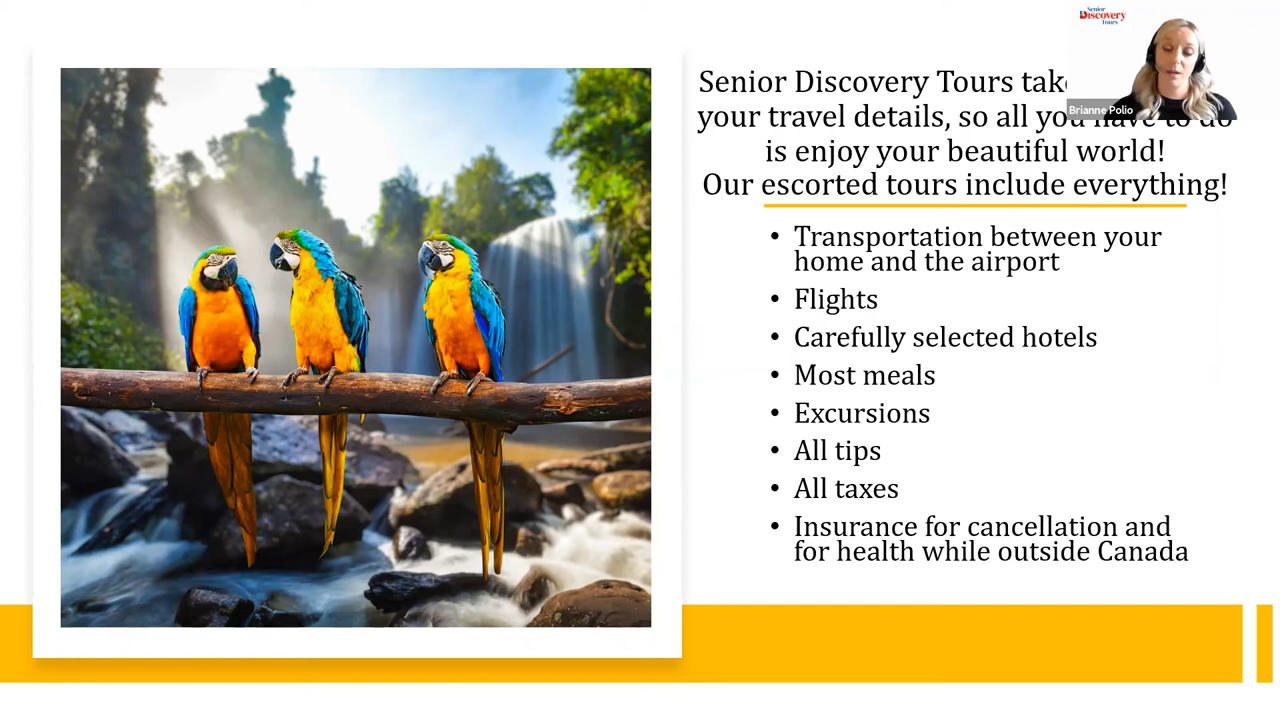 Senior
Discovery
Tours
Brianne Polio
Senior Discovery Tours
your travel details, so all you have to do
is enjoy your beautiful world!
Our escorted tours include everything!
• Transportation between your
home and the airport
• Flights
• Carefully selected hotels
• Most meals
• Excursions
• All tips
• All taxes
• Insurance for cancellation and
for health while outside Canada